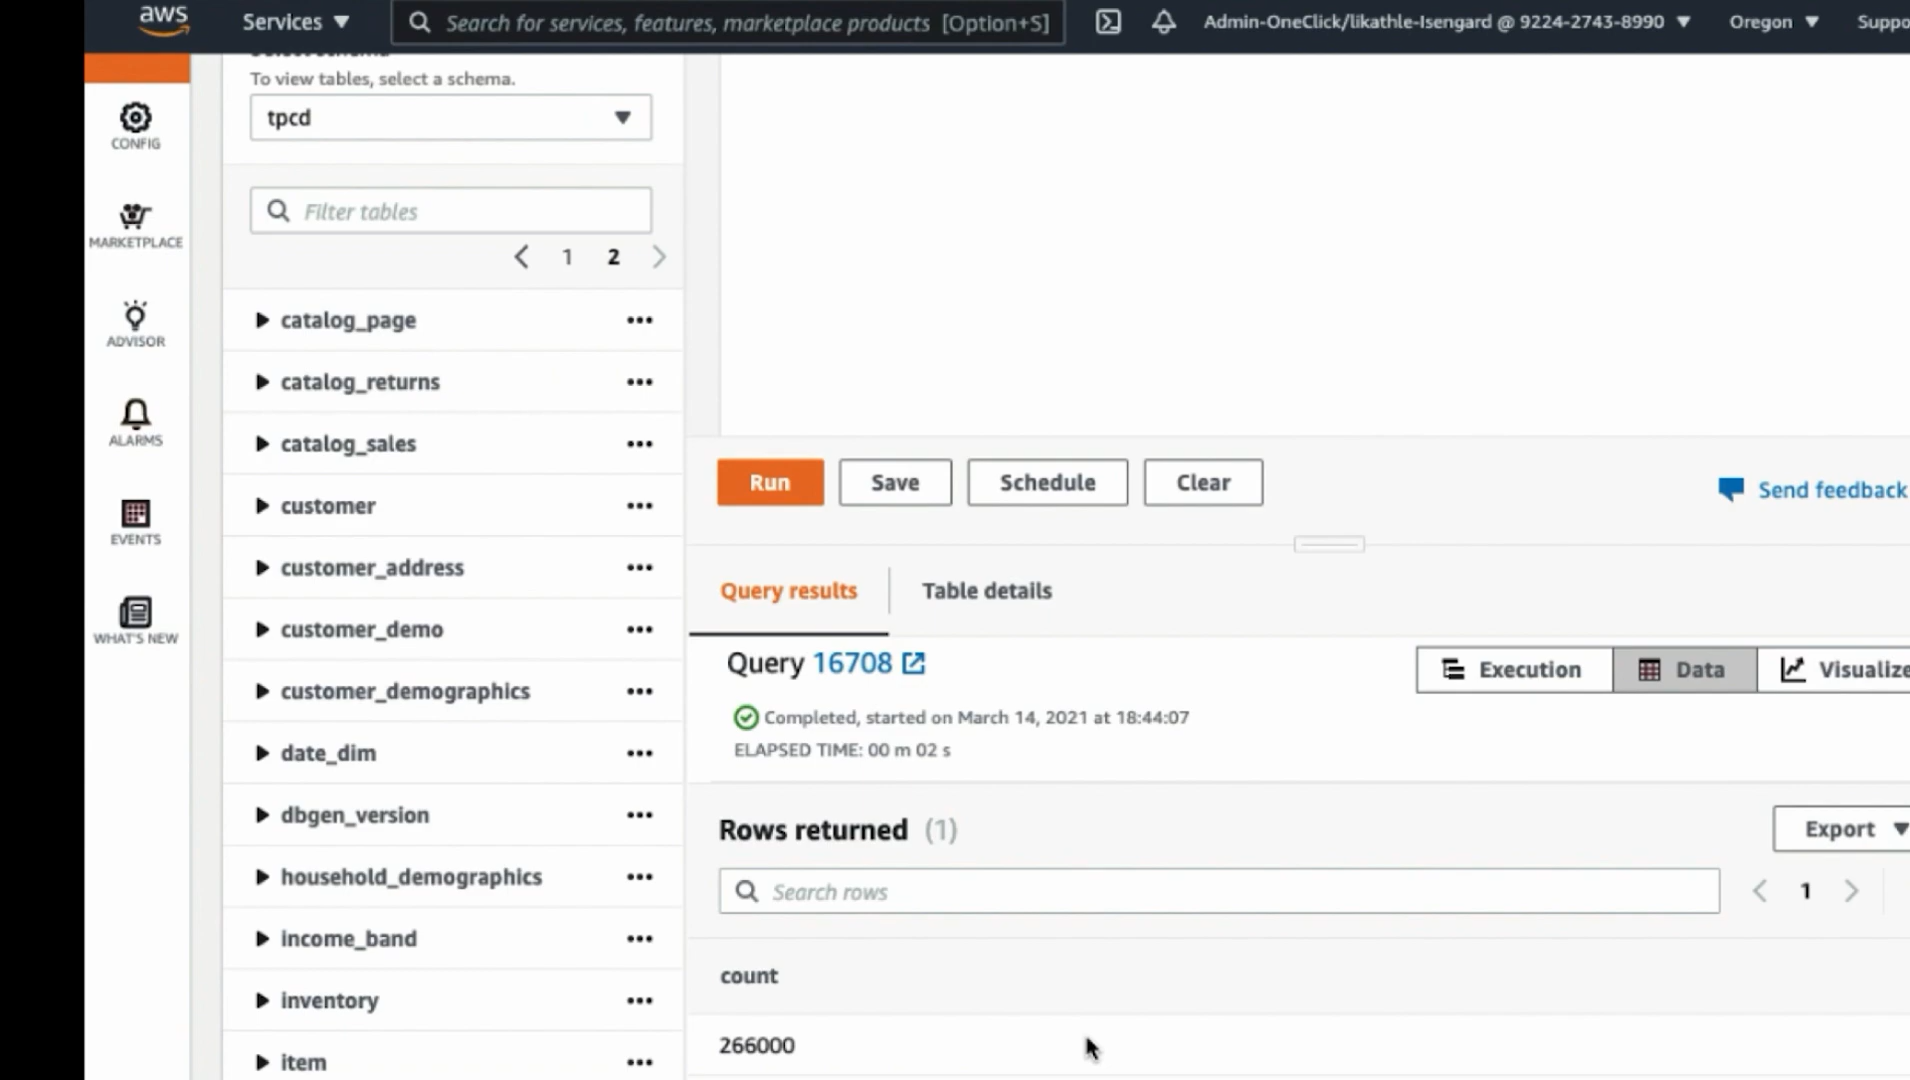 aws
Services
Search for services, features, marketplace products [Option+S]
Admin-OneClick/likathle-Isengard @ 9224-2743-8990
Oregon
Suppo
To view tables, select a schema.
tpcd
Filter tables
1 2
CONFIG
MARKETPLACE
ADVISOR
ALARMS
EVENTS
WHAT'S NEW
catalog_page
catalog_returns
catalog_sales
customer
customer_address
customer_demo
customer_demographics
date_dim
dbgen_version
household_demographics
income_band
inventory
item
Run
Save
Schedule
Clear
Send feedback
Query results
Table details
Query 16708
Execution
Data
Visualize
Completed, started on March 14, 2021 at 18:44:07
ELAPSED TIME: 00 m 02 s
Rows returned (1)
Export
Search rows
1
count
266000